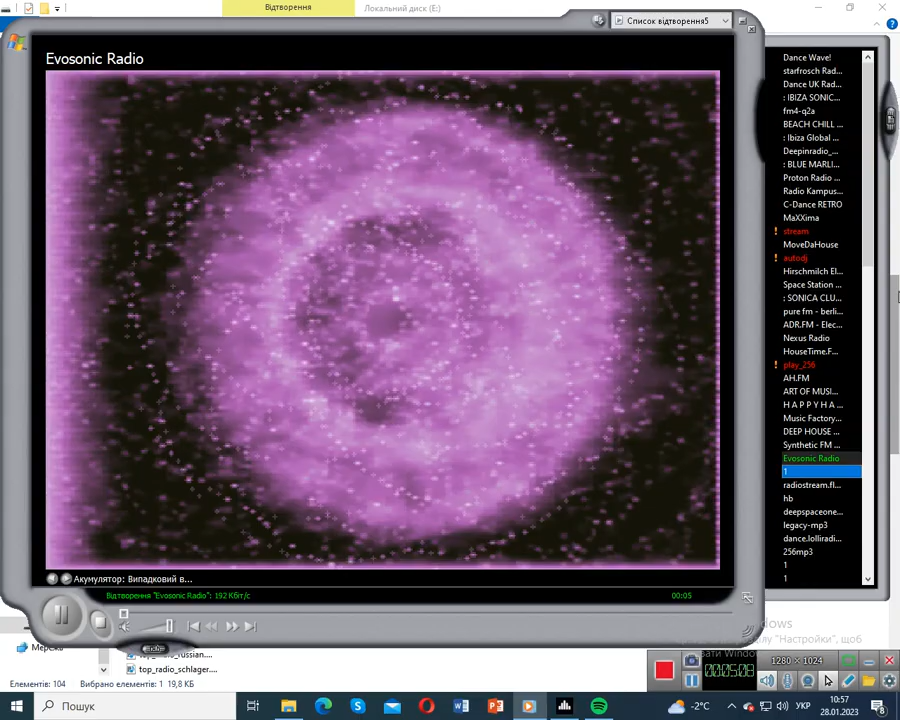 Відтворення
Локальний диск (E:)
Список відтворення5
Evosonic Radio
Dance Wave!
starfrosch Rad...
Dance UK Rad...
: IBIZA SONIC...
fm4-q2a
BEACH CHILL ...
: Ibiza Global ...
Deepinradio_...
: BLUE MARLI...
Proton Radio ...
Radio Kampus...
C-Dance RETRO
MaXXima
! stream
MoveDaHouse
! autodj
Hirschmilch El...
Space Station ...
: SONICA CLU...
pure fm - berli...
ADR.FM - Elec...
Nexus Radio
HouseTime.F...
! play_256
AH.FM
ART OF MUSI...
H A P P Y H A ...
Music Factory...
DEEP HOUSE ...
Synthetic FM ...
Evosonic Radio
1
radiostream.fl...
hb
deepspaceone...
legacy-mp3
dance.lolliradi...
256mp3
1
1
Акумулятор: Випадковий в...
Відтворення "Evosonic Radio": 192 Кбіт/с
00:05
Мережа
top_radio_schlager....
Елементів: 104
Вибрано елементі 1 19,8 КБ
1280 × 1024
00:05:08
Пошук
-2°C
УКР
10:57
28.01.2023
8